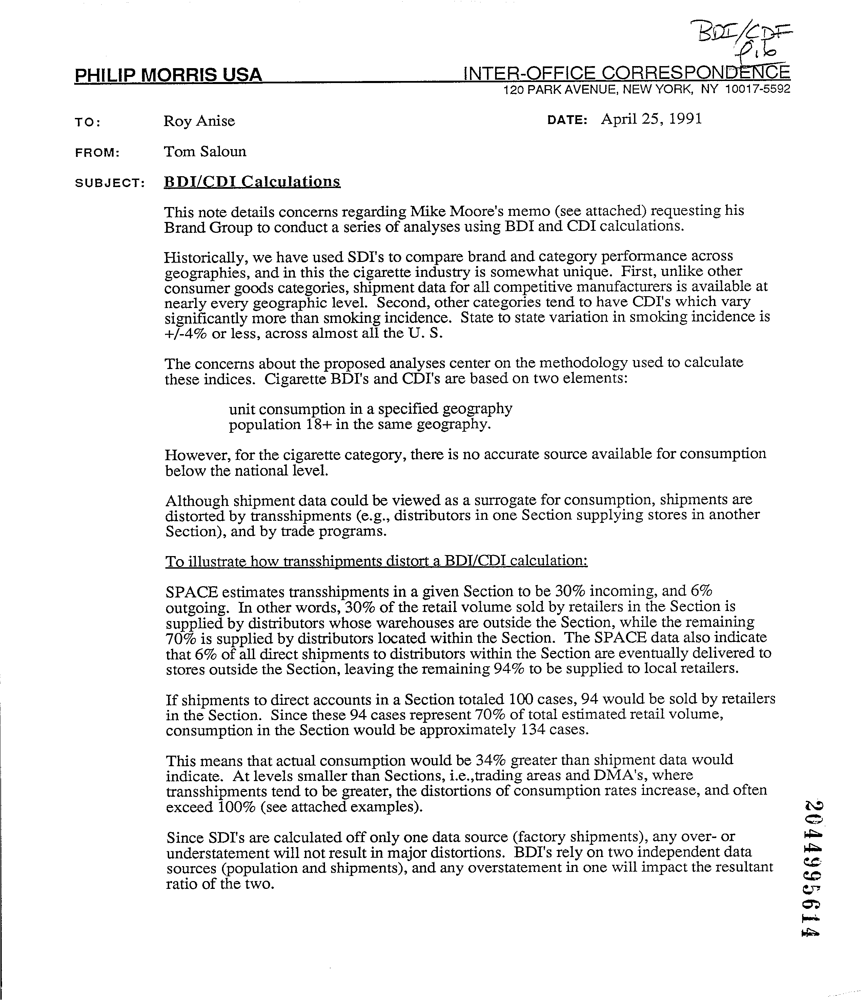 BDI/CDF
p.6
PHILIP MORRIS USA
INTER-OFFICE CORRESPONDENCE
120 PARK AVENUE, NEW YORK, NY 10017-5592
TO: Roy Anise
DATE: April 25, 1991
FROM: Tom Saloun
SUBJECT: BDI/CDI Calculations
This note details concerns regarding Mike Moore's memo (see attached) requesting his
Brand Group to conduct a series of analyses using BDI and CDI calculations.
Historically, we have used SDI's to compare brand and category performance across
geographies, and in this the cigarette industry is somewhat unique. First, unlike other
consumer goods categories, shipment data for all competitive manufacturers is available at
nearly every geographic level. Second, other categories tend to have CDI's which vary
significantly more than smoking incidence. State to state variation in smoking incidence is
+/-4% or less, across almost all the U. S.
The concerns about the proposed analyses center on the methodology used to calculate
these indices. Cigarette BDI's and CDI's are based on two elements:
unit consumption in a specified geography
population 18+ in the same geography.
However, for the cigarette category, there is no accurate source available for consumption
below the national level.
Although shipment data could be viewed as a surrogate for consumption, shipments are
distorted by transshipments (e.g., distributors in one Section supplying stores in another
Section), and by trade programs.
To illustrate how transshipments distort a BDI/CDI calculation:
SPACE estimates transshipments in a given Section to be 30% incoming, and 6%
outgoing. In other words, 30% of the retail volume sold by retailers in the Section is
supplied by distributors whose warehouses are outside the Section, while the remaining
70% is supplied by distributors located within the Section. The SPACE data also indicate
that 6% of all direct shipments to distributors within the Section are eventually delivered to
stores outside the Section, leaving the remaining 94% to be supplied to local retailers.
If shipments to direct accounts in a Section totaled 100 cases, 94 would be sold by retailers
in the Section. Since these 94 cases represent 70% of total estimated retail volume,
consumption in the Section would be approximately 134 cases.
This means that actual consumption would be 34% greater than shipment data would
indicate. At levels smaller than Sections, i.e.,trading areas and DMA's, where
transshipments tend to be greater, the distortions of consumption rates increase, and often
exceed 100% (see attached examples).
Since SDI's are calculated off only one data source (factory shipments), any over- or
understatement will not result in major distortions. BDI's rely on two independent data
sources (population and shipments), and any overstatement in one will impact the resultant
ratio of the two.
2044995614